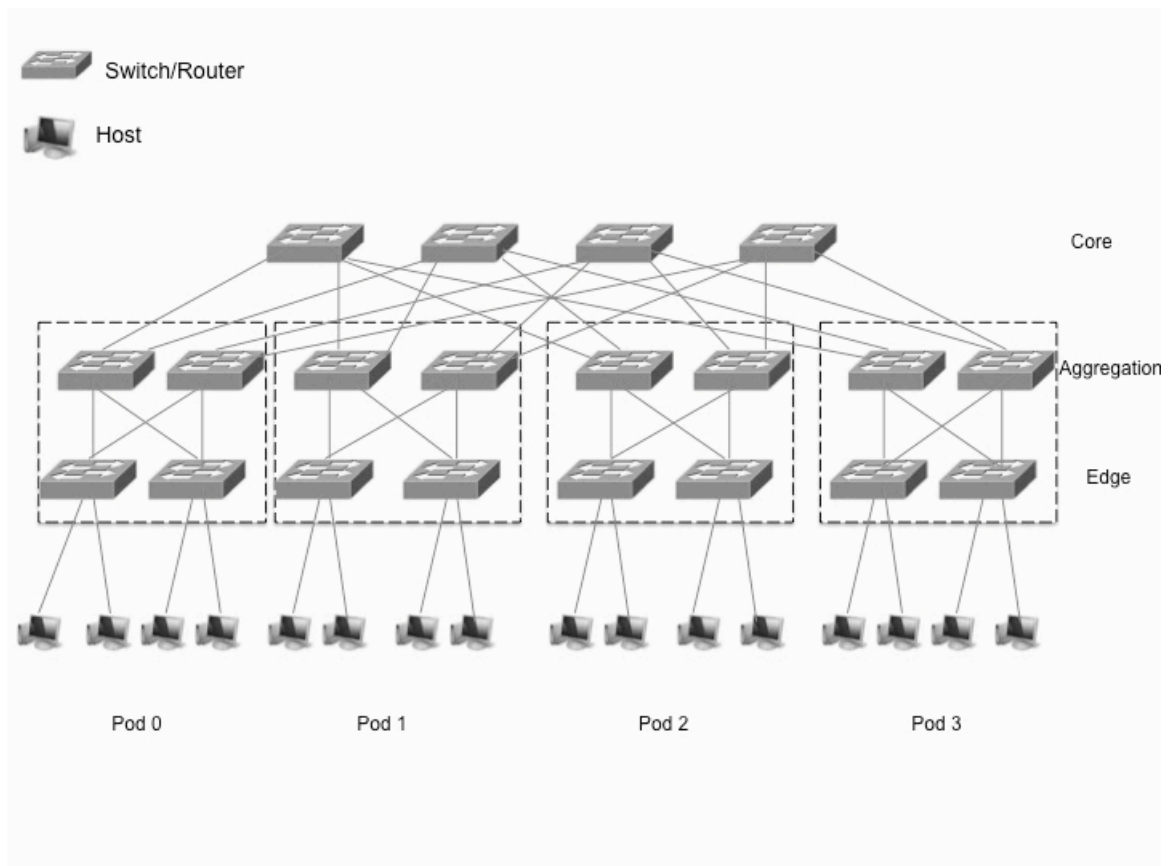 Switch/Router
Host
Core
Aggregation
Edge
Pod 0
Pod 1
Pod 2
Pod 3